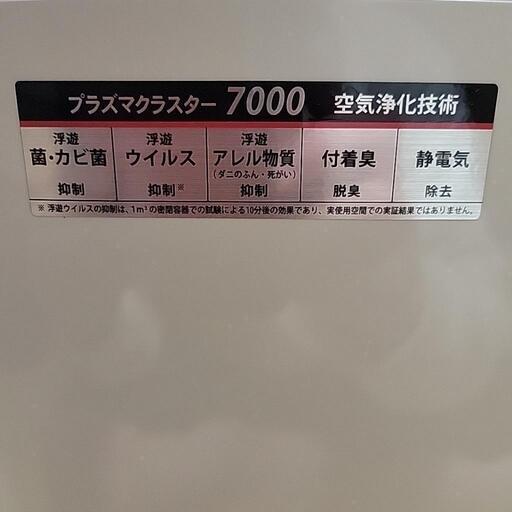 プラズマクラスター 7000 空気浄化技術
浮遊 菌・カビ菌 抑制
浮遊 ウイルス 抑制※
浮遊 アレル物質 (ダニのふん・死がい) 抑制
付着臭 脱臭
静電気 除去
※ 浮遊ウイルスの抑制は、1m³の密閉容器での試験による10分後の効果であり、実使用空間での実証結果ではありません。